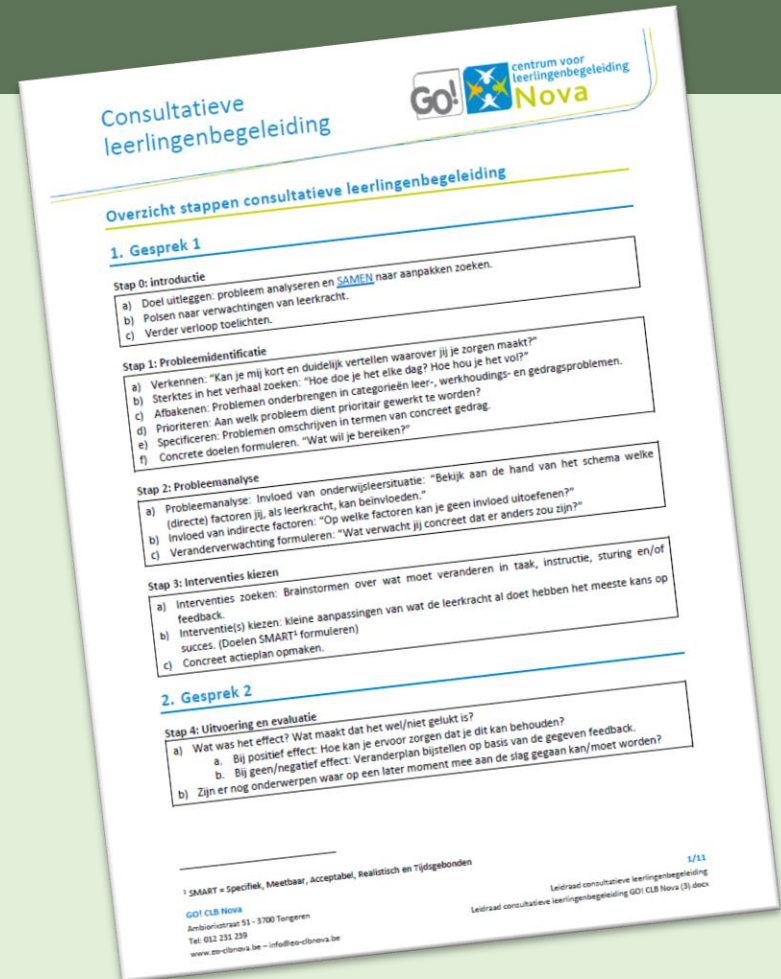 Consultatieve
leerlingenbegeleiding
GO!
centrum voor
leerlingenbegeleiding
Nova
Overzicht stappen consultatieve leerlingenbegeleiding
1. Gesprek 1
Stap 0: introductie
a) Doel uitleggen: probleem analyseren en SAMEN naar aanpakken zoeken.
b) Polsen naar verwachtingen van leerkracht.
c) Verder verloop toelichten.
Stap 1: Probleemidentificatie
a) Verkennen: “Kan je mij kort en duidelijk vertellen waarover jij je zorgen maakt?”
b) Sterktes in het verhaal zoeken: “Hoe doe je het elke dag? Hoe hou je het vol?”
c) Afbakenen: Problemen onderbrengen in categorieën leer-, werkhoudings- en gedragsproblemen.
d) Prioriteren: Aan welk probleem dient prioritair gewerkt te worden?
e) Specificeren: Problemen omschrijven in termen van concreet gedrag.
f) Concrete doelen formuleren. “Wat wil je bereiken?”
Stap 2: Probleemanalyse
a) Probleemanalyse: Invloed van onderwijsleersituatie: “Bekijk aan de hand van het schema welke
(directe) factoren jij, als leerkracht, kan beïnvloeden.”
b) Invloed van indirecte factoren: “Op welke factoren kan je geen invloed uitoefenen?”
c) Veranderverwachting formuleren: “Wat verwacht jij concreet dat er anders zou zijn?”
Stap 3: Interventies kiezen
a) Interventies zoeken: Brainstormen over wat moet veranderen in taak, instructie, sturing en/of
feedback.
b) Interventie(s) kiezen: kleine aanpassingen van wat de leerkracht al doet hebben het meeste kans op
succes. (Doelen SMART¹ formuleren)
c) Concreet actieplan opmaken.
2. Gesprek 2
Stap 4: Uitvoering en evaluatie
a) Wat was het effect? Wat maakt dat het wel/niet gelukt is?
a. Bij positief effect: Hoe kan je ervoor zorgen dat je dit kan behouden?
b. Bij geen/negatief effect: Veranderplan bijstellen op basis van de gegeven feedback.
b) Zijn er nog onderwerpen waar op een later moment mee aan de slag gegaan kan/moet worden?
¹ SMART = Specifiek, Meetbaar, Acceptabel, Realistisch en Tijdsgebonden
1/11
GO! CLB Nova
Leidraad consultatieve leerlingenbegeleiding
Ambiorixstraat 51 - 3700 Tongeren
Leidraad consultatieve leerlingenbegeleiding GO! CLB Nova (3).docx
Tel: 012 231 239
www.eo-clbnova.be – info@eo-clbnova.be